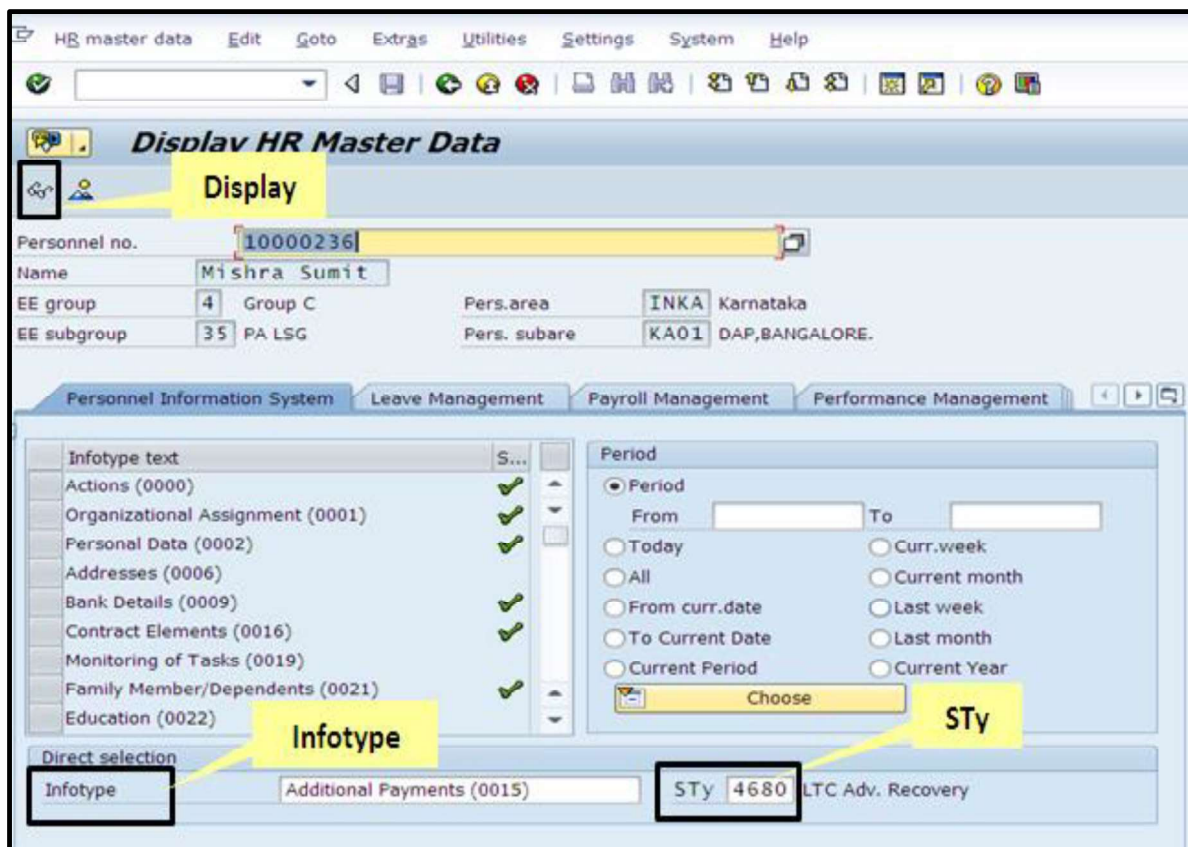 HR master data Edit Goto Extras Utilities Settings System Help
Display HR Master Data
Display
Personnel no. 10000236
Name Mishra Sumit
EE group 4 Group C Pers.area INKA Karnataka
EE subgroup 35 PA LSG Pers. subare KA01 DAP,BANGALORE.
Personnel Information System Leave Management Payroll Management Performance Management
Infotype text S...
Actions (0000)
Organizational Assignment (0001)
Personal Data (0002)
Addresses (0006)
Bank Details (0009)
Contract Elements (0016)
Monitoring of Tasks (0019)
Family Member/Dependents (0021)
Education (0022)
Period
Period
From To
Today Curr.week
All Current month
From curr.date Last week
To Current Date Last month
Current Period Current Year
Choose
STy
Infotype
Direct selection
Infotype Additional Payments (0015) STy 4680 LTC Adv. Recovery